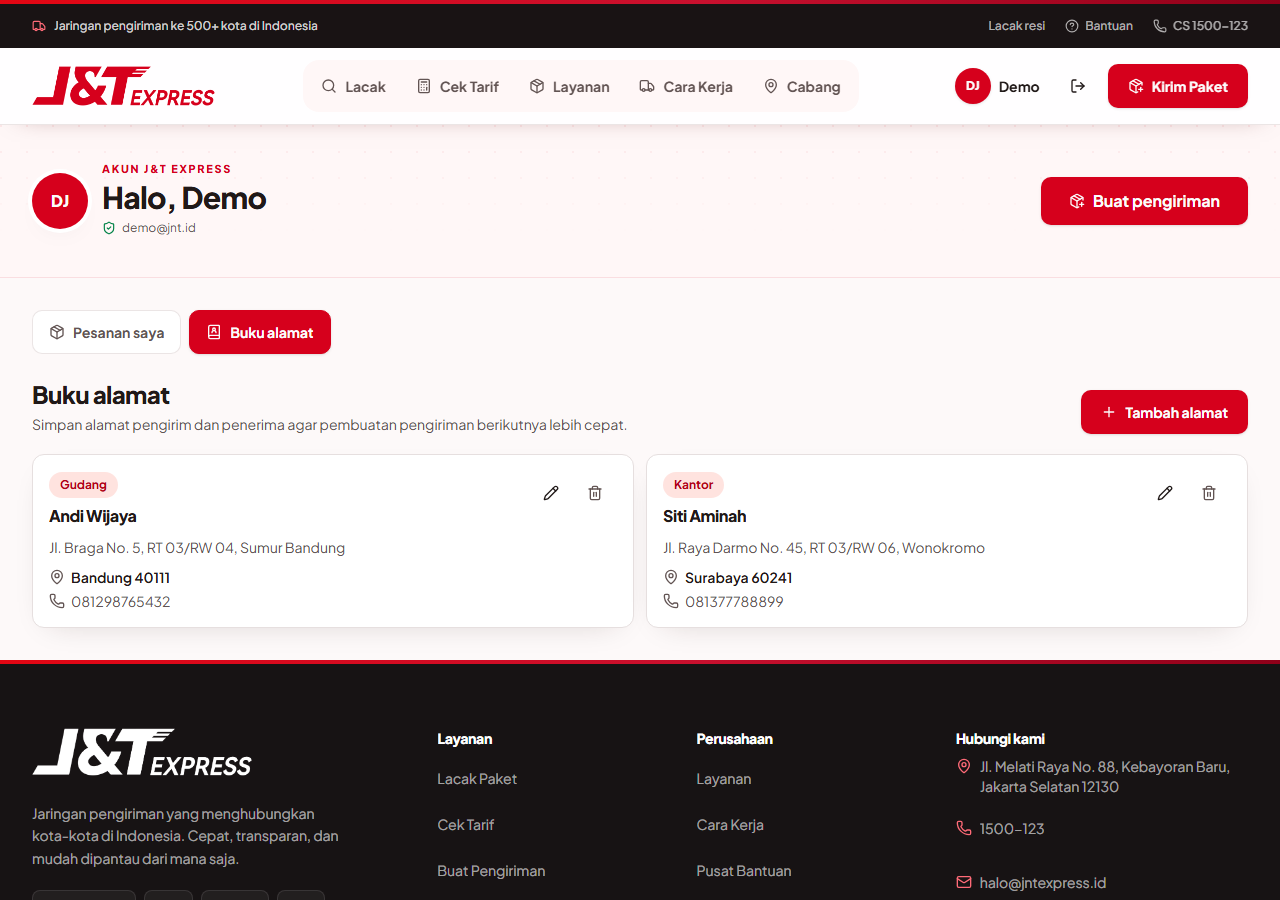 Jaringan pengiriman ke 500+ kota di Indonesia
Lacak resi
Bantuan
CS 1500-123
J&T EXPRESS
Lacak
Cek Tarif
Layanan
Cara Kerja
Cabang
DJ
Demo
Kirim Paket
AKUN J&T EXPRESS
DJ
Halo, Demo
demo@jnt.id
Buat pengiriman
Pesanan saya
Buku alamat
Buku alamat
Simpan alamat pengirim dan penerima agar pembuatan pengiriman berikutnya lebih cepat.
Tambah alamat
Gudang
Andi Wijaya
Jl. Braga No. 5, RT 03/RW 04, Sumur Bandung
Bandung 40111
081298765432
Kantor
Siti Aminah
Jl. Raya Darmo No. 45, RT 03/RW 06, Wonokromo
Surabaya 60241
081377788899
J&T EXPRESS
Jaringan pengiriman yang menghubungkan
kota-kota di Indonesia. Cepat, transparan, dan
mudah dipantau dari mana saja.
Layanan
Lacak Paket
Cek Tarif
Buat Pengiriman
Perusahaan
Layanan
Cara Kerja
Pusat Bantuan
Hubungi kami
Jl. Melati Raya No. 88, Kebayoran Baru,
Jakarta Selatan 12130
1500-123
halo@jntexpress.id